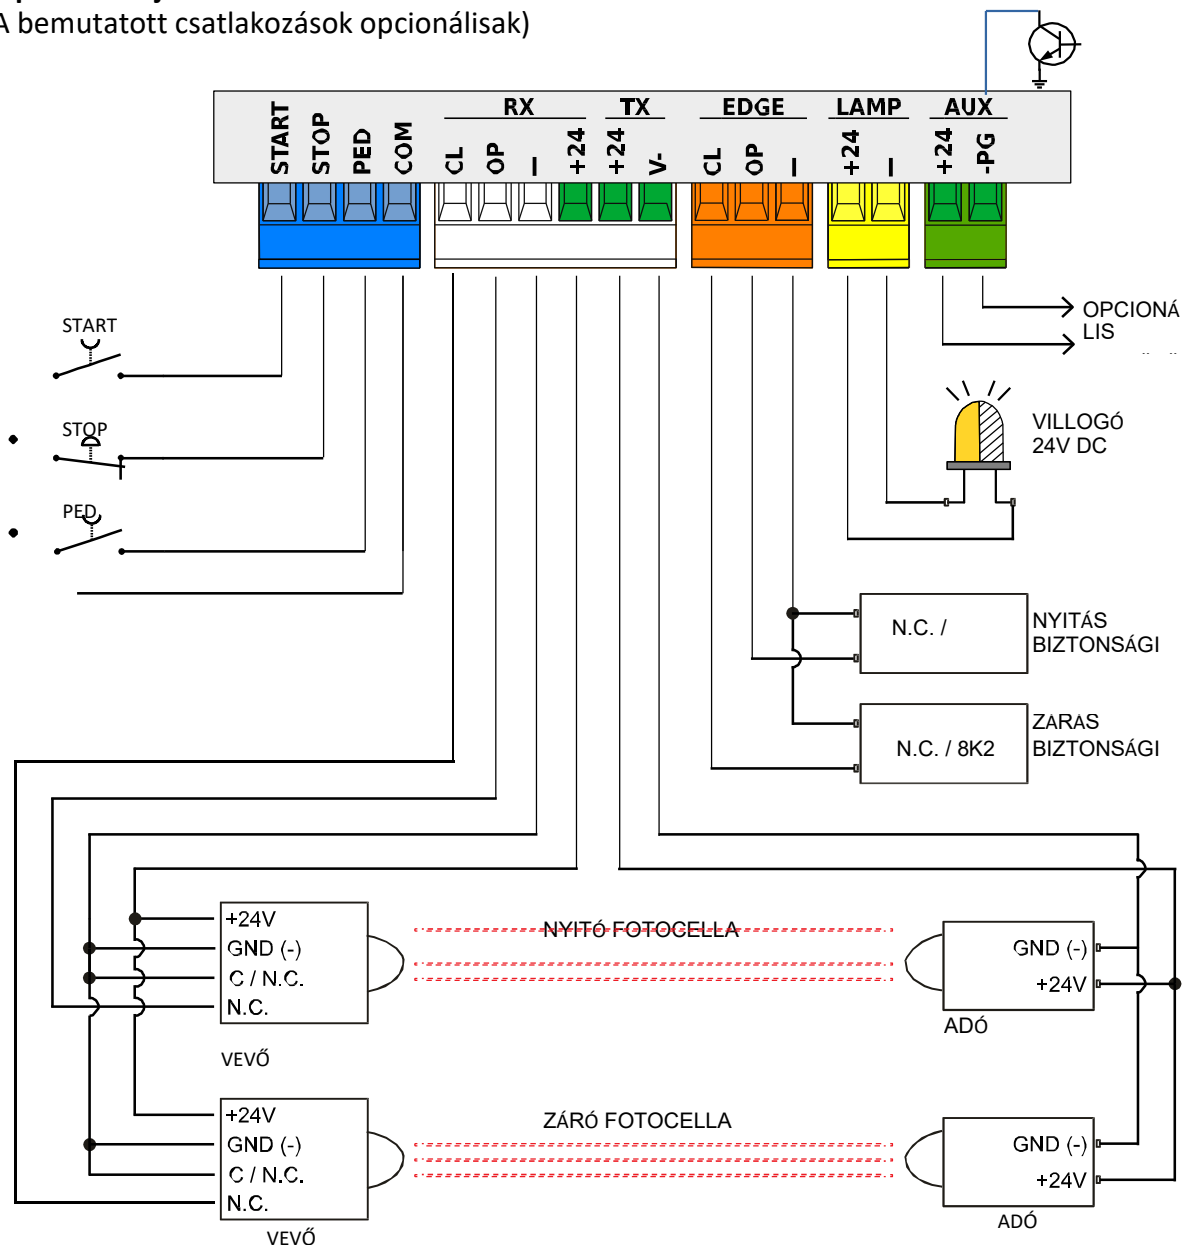 A bemutatott csatlakozások opcionálisak)
RX TX EDGE LAMP AUX
START STOP PED COM CL OP — +24 +24 V- CL OP — +24 — +24 -PG
OPCIONÁ
LIS
START
STOP
PED
VILLOGÓ
24V DC
N.C. /
NYITÁS
BIZTONSÁGI
N.C. / 8K2
ZARAS
BIZTONSÁGI
+24V
GND (-)
C / N.C.
N.C.
VEVŐ
NYITÓ FOTOCELLA
GND (-)
+24V
ADÓ
+24V
GND (-)
C / N.C.
N.C.
VEVŐ
ZÁRÓ FOTOCELLA
GND (-)
+24V
ADÓ